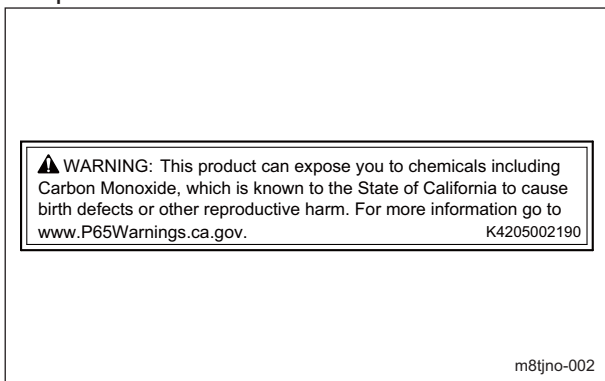 ⚠ WARNING: This product can expose you to chemicals including
Carbon Monoxide, which is known to the State of California to cause
birth defects or other reproductive harm. For more information go to
www.P65Warnings.ca.gov. K4205002190
m8tjno-002